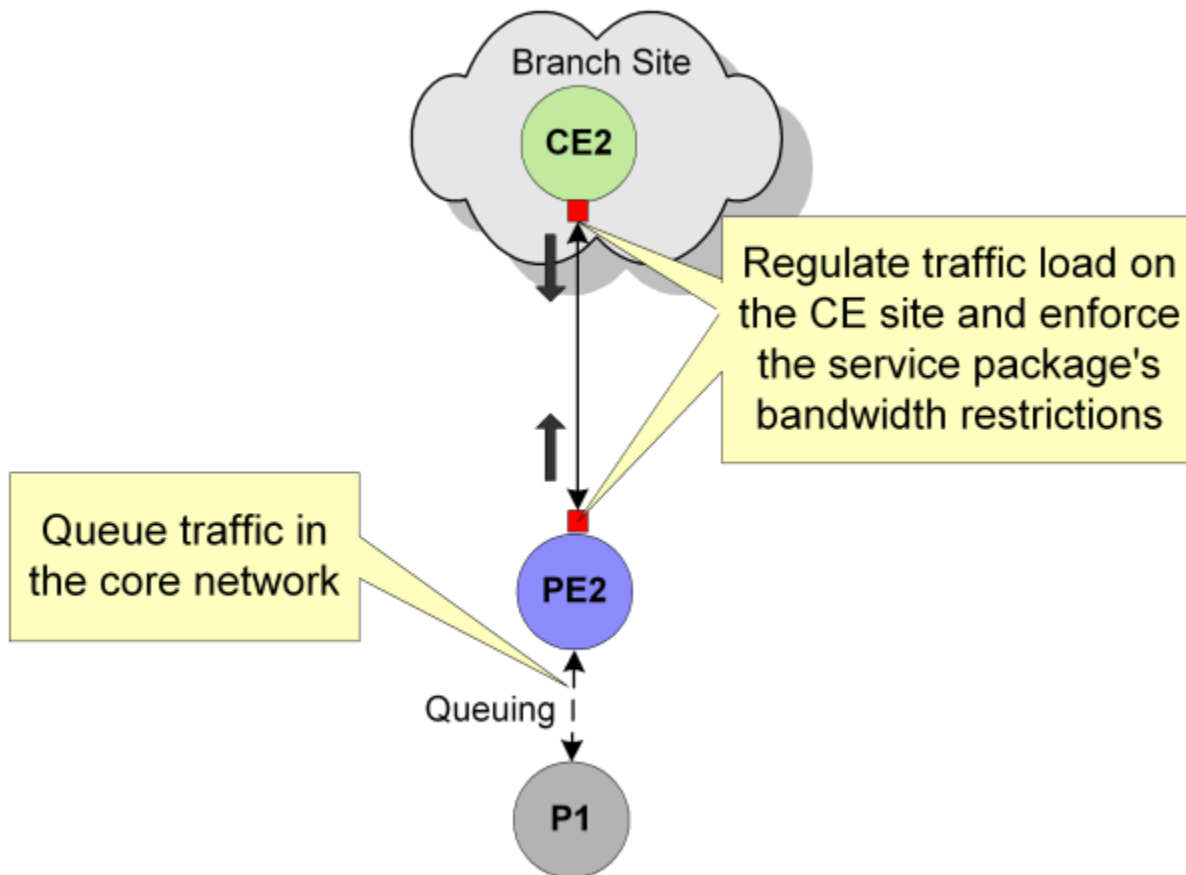 Branch Site
CE2
Regulate traffic load on
the CE site and enforce
the service package's
bandwidth restrictions
Queue traffic in
the core network
PE2
Queuing
P1